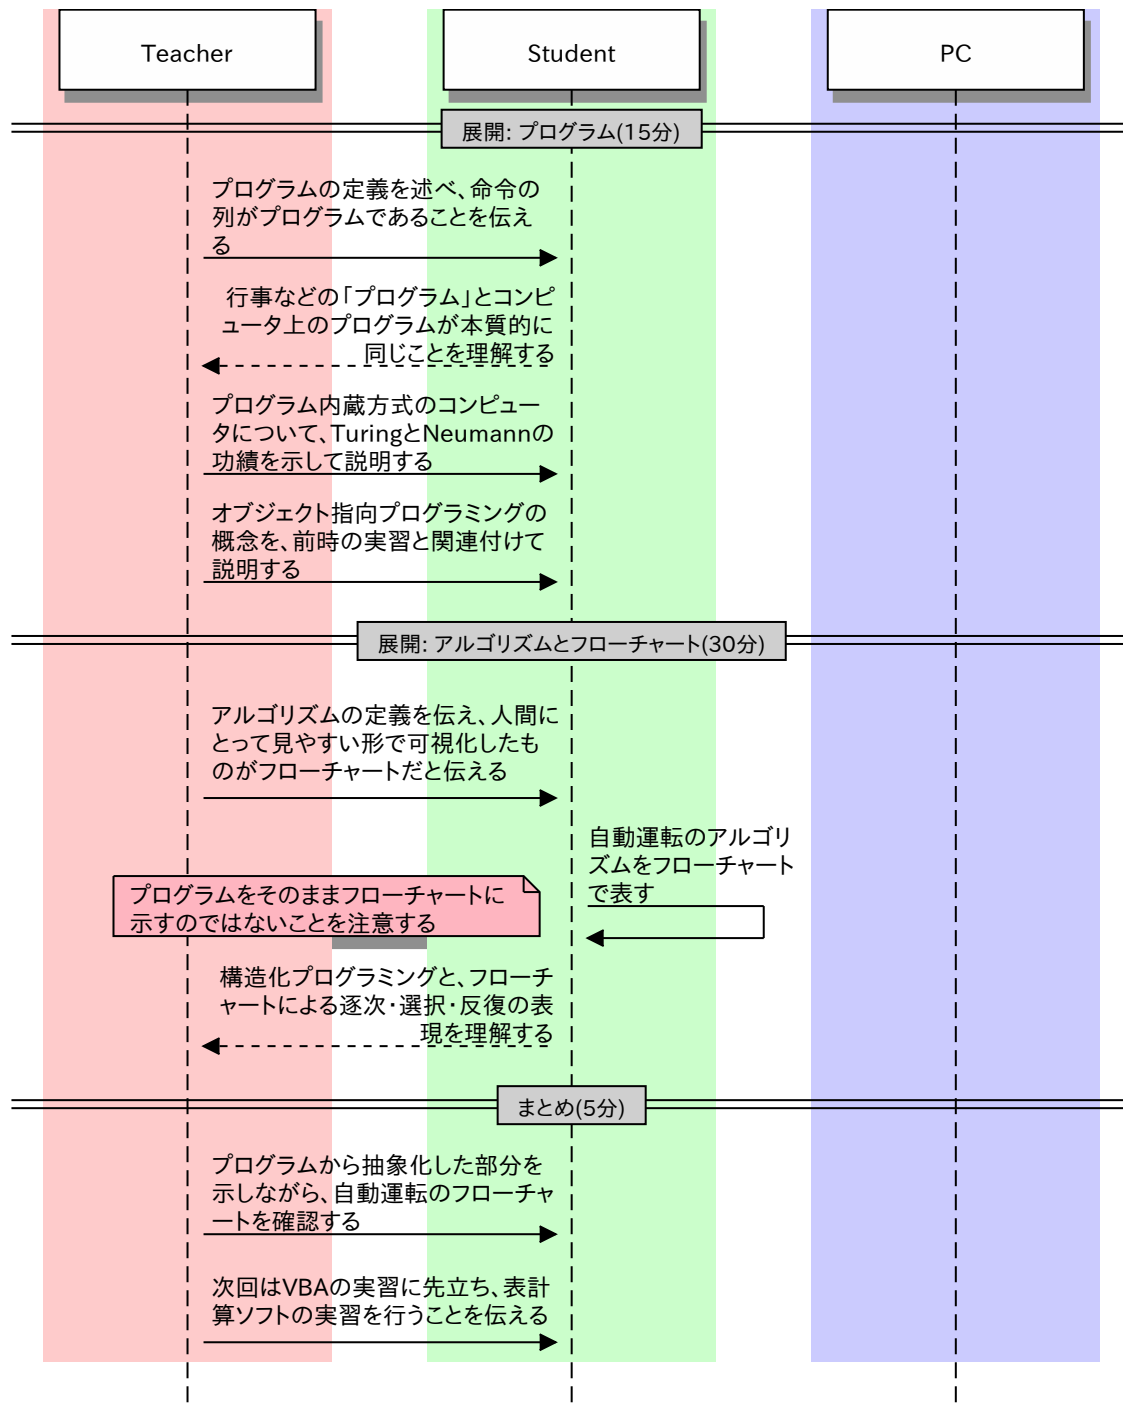 Teacher
Student
PC
展開: プログラム(15分)
プログラムの定義を述べ、命令の
列がプログラムであることを伝え
る
行事などの「プログラム」とコンピ
ュータ上のプログラムが本質的に
同じことを理解する
プログラム内蔵方式のコンピュー
タについて、TuringとNeumannの
功績を示して説明する
オブジェクト指向プログラミングの
概念を、前時の実習と関連付けて
説明する
展開: アルゴリズムとフローチャート(30分)
アルゴリズムの定義を伝え、人間に
とって見やすい形で可視化したも
のがフローチャートだと伝える
自動運転のアルゴリ
ズムをフローチャート
で表す
プログラムをそのままフローチャートに
示すのではないことを注意する
構造化プログラミングと、フローチ
ャートによる逐次・選択・反復の表
現を理解する
まとめ(5分)
プログラムから抽象化した部分を
示しながら、自動運転のフローチャ
ートを確認する
次回はVBAの実習に先立ち、表計
算ソフトの実習を行うことを伝える